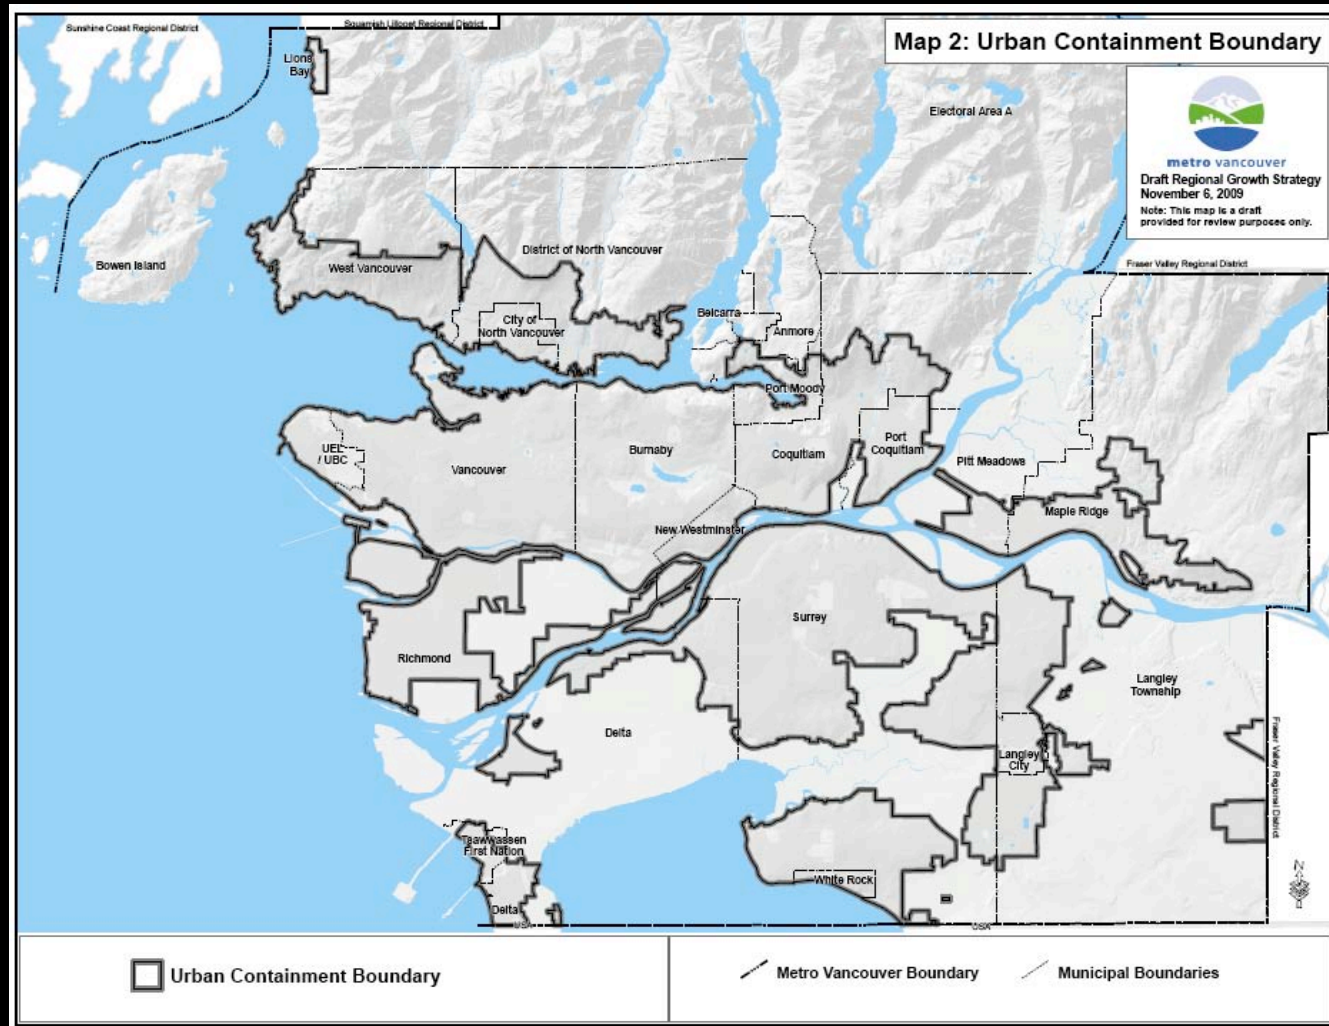 Sunshine Coast Regional District
Squamish Lillooet Regional District
Map 2: Urban Containment Boundary
Lions
Bay
Electoral Area A
metro vancouver
Draft Regional Growth Strategy
November 6, 2009
Note: This map is a draft
provided for review purposes only.
Bowen Island
West Vancouver
District of North Vancouver
Fraser Valley Regional District
City of
North Vancouver
Belcarra
Anmore
Port Moody
UEL
/ UBC
Vancouver
Burnaby
Coquitlam
Port
Coquitlam
Pitt Meadows
Maple Ridge
New Westminster
Surrey
Richmond
Langley
Township
Delta
Langley
City
Fraser Valley Regional District
Tsawwassen
First Nation
White Rock
Delta
N
USA
USA
Urban Containment Boundary
Metro Vancouver Boundary
Municipal Boundaries